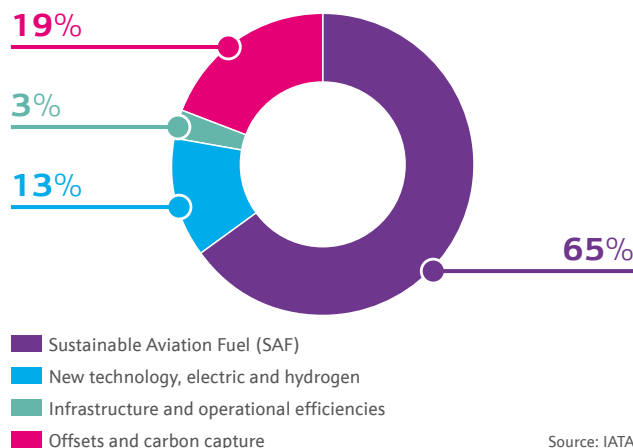 19%
3%
13%
65%
Sustainable Aviation Fuel (SAF)
New technology, electric and hydrogen
Infrastructure and operational efficiencies
Offsets and carbon capture
Source: IATA